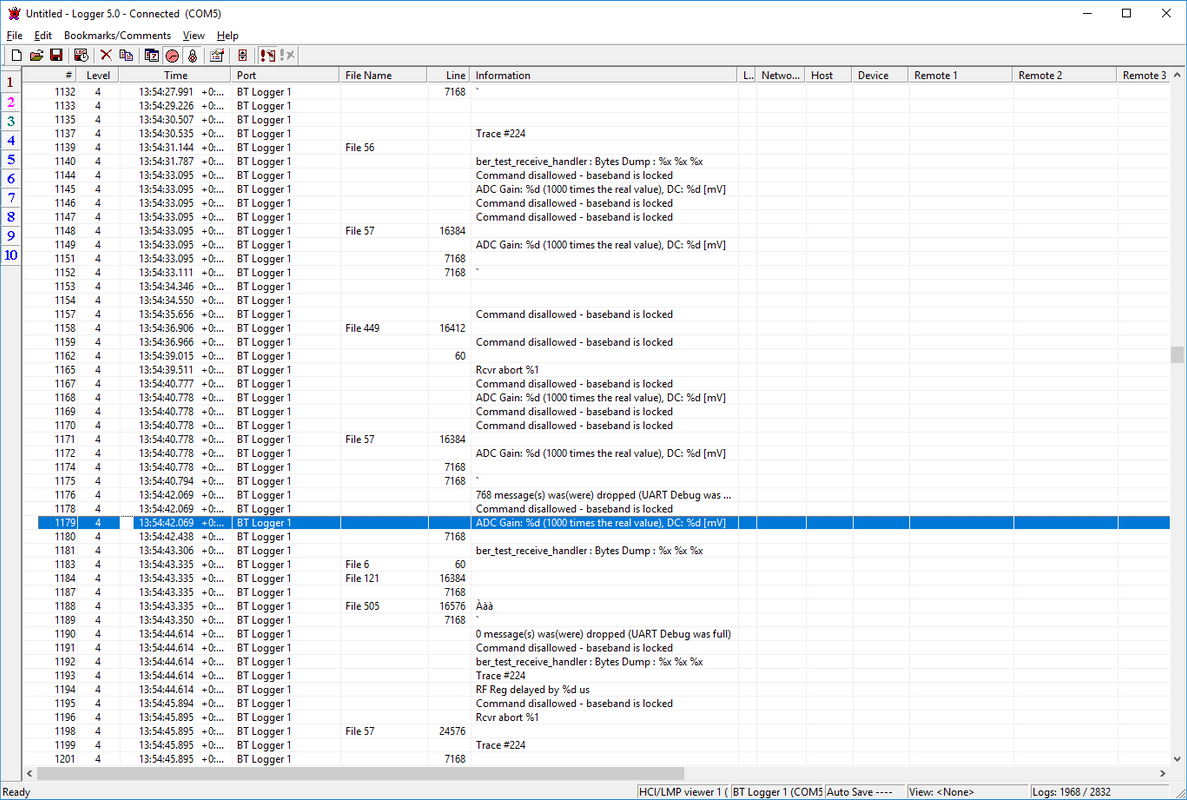 Untitled - Logger 5.0 - Connected (COM5)
File Edit Bookmarks/Comments View Help
# Level Time Port File Name Line Information L.. Netwo... Host Device Remote 1 Remote 2 Remote 3
1
2
3
4
5
6
7
8
9
10
1132 4 13:54:27.991 +0:... BT Logger 1 7168 `
1133 4 13:54:29.226 +0:... BT Logger 1
1135 4 13:54:30.507 +0:... BT Logger 1
1137 4 13:54:30.535 +0:... BT Logger 1 Trace #224
1139 4 13:54:31.144 +0:... BT Logger 1 File 56
1140 4 13:54:31.787 +0:... BT Logger 1 ber_test_receive_handler : Bytes Dump : %x %x %x
1144 4 13:54:33.095 +0:... BT Logger 1 Command disallowed - baseband is locked
1145 4 13:54:33.095 +0:... BT Logger 1 ADC Gain: %d (1000 times the real value), DC: %d [mV]
1146 4 13:54:33.095 +0:... BT Logger 1 Command disallowed - baseband is locked
1147 4 13:54:33.095 +0:... BT Logger 1 Command disallowed - baseband is locked
1148 4 13:54:33.095 +0:... BT Logger 1 File 57 16384
1149 4 13:54:33.095 +0:... BT Logger 1 ADC Gain: %d (1000 times the real value), DC: %d [mV]
1151 4 13:54:33.095 +0:... BT Logger 1 7168
1152 4 13:54:33.111 +0:... BT Logger 1 7168 `
1153 4 13:54:34.346 +0:... BT Logger 1
1154 4 13:54:34.550 +0:... BT Logger 1
1157 4 13:54:35.656 +0:... BT Logger 1 Command disallowed - baseband is locked
1158 4 13:54:36.906 +0:... BT Logger 1 File 449 16412
1159 4 13:54:36.966 +0:... BT Logger 1 Command disallowed - baseband is locked
1162 4 13:54:39.015 +0:... BT Logger 1 60
1165 4 13:54:39.511 +0:... BT Logger 1 Rcvr abort %1
1167 4 13:54:40.777 +0:... BT Logger 1 Command disallowed - baseband is locked
1168 4 13:54:40.778 +0:... BT Logger 1 ADC Gain: %d (1000 times the real value), DC: %d [mV]
1169 4 13:54:40.778 +0:... BT Logger 1 Command disallowed - baseband is locked
1170 4 13:54:40.778 +0:... BT Logger 1 Command disallowed - baseband is locked
1171 4 13:54:40.778 +0:... BT Logger 1 File 57 16384
1172 4 13:54:40.778 +0:... BT Logger 1 ADC Gain: %d (1000 times the real value), DC: %d [mV]
1174 4 13:54:40.778 +0:... BT Logger 1 7168
1175 4 13:54:40.794 +0:... BT Logger 1 7168 `
1176 4 13:54:42.069 +0:... BT Logger 1 768 message(s) was(were) dropped (UART Debug was ...
1178 4 13:54:42.069 +0:... BT Logger 1 Command disallowed - baseband is locked
1179 4 13:54:42.069 +0:... BT Logger 1 ADC Gain: %d (1000 times the real value), DC: %d [mV]
1180 4 13:54:42.438 +0:... BT Logger 1 7168
1181 4 13:54:43.306 +0:... BT Logger 1 ber_test_receive_handler : Bytes Dump : %x %x %x
1183 4 13:54:43.335 +0:... BT Logger 1 File 6 60
1184 4 13:54:43.335 +0:... BT Logger 1 File 121 16384
1187 4 13:54:43.335 +0:... BT Logger 1 7168
1188 4 13:54:43.335 +0:... BT Logger 1 File 505 16576 Ààà
1189 4 13:54:43.350 +0:... BT Logger 1 7168 `
1190 4 13:54:44.614 +0:... BT Logger 1 0 message(s) was(were) dropped (UART Debug was full)
1191 4 13:54:44.614 +0:... BT Logger 1 Command disallowed - baseband is locked
1192 4 13:54:44.614 +0:... BT Logger 1 ber_test_receive_handler : Bytes Dump : %x %x %x
1193 4 13:54:44.614 +0:... BT Logger 1 Trace #224
1194 4 13:54:44.614 +0:... BT Logger 1 RF Reg delayed by %d us
1195 4 13:54:45.894 +0:... BT Logger 1 Command disallowed - baseband is locked
1196 4 13:54:45.895 +0:... BT Logger 1 Rcvr abort %1
1198 4 13:54:45.895 +0:... BT Logger 1 File 57 24576
1199 4 13:54:45.895 +0:... BT Logger 1 Trace #224
1201 4 13:54:45.895 +0:... BT Logger 1 7168
Ready HCI/LMP viewer 1 ( BT Logger 1 (COM5 Auto Save ---- View: <None> Logs: 1968 / 2832